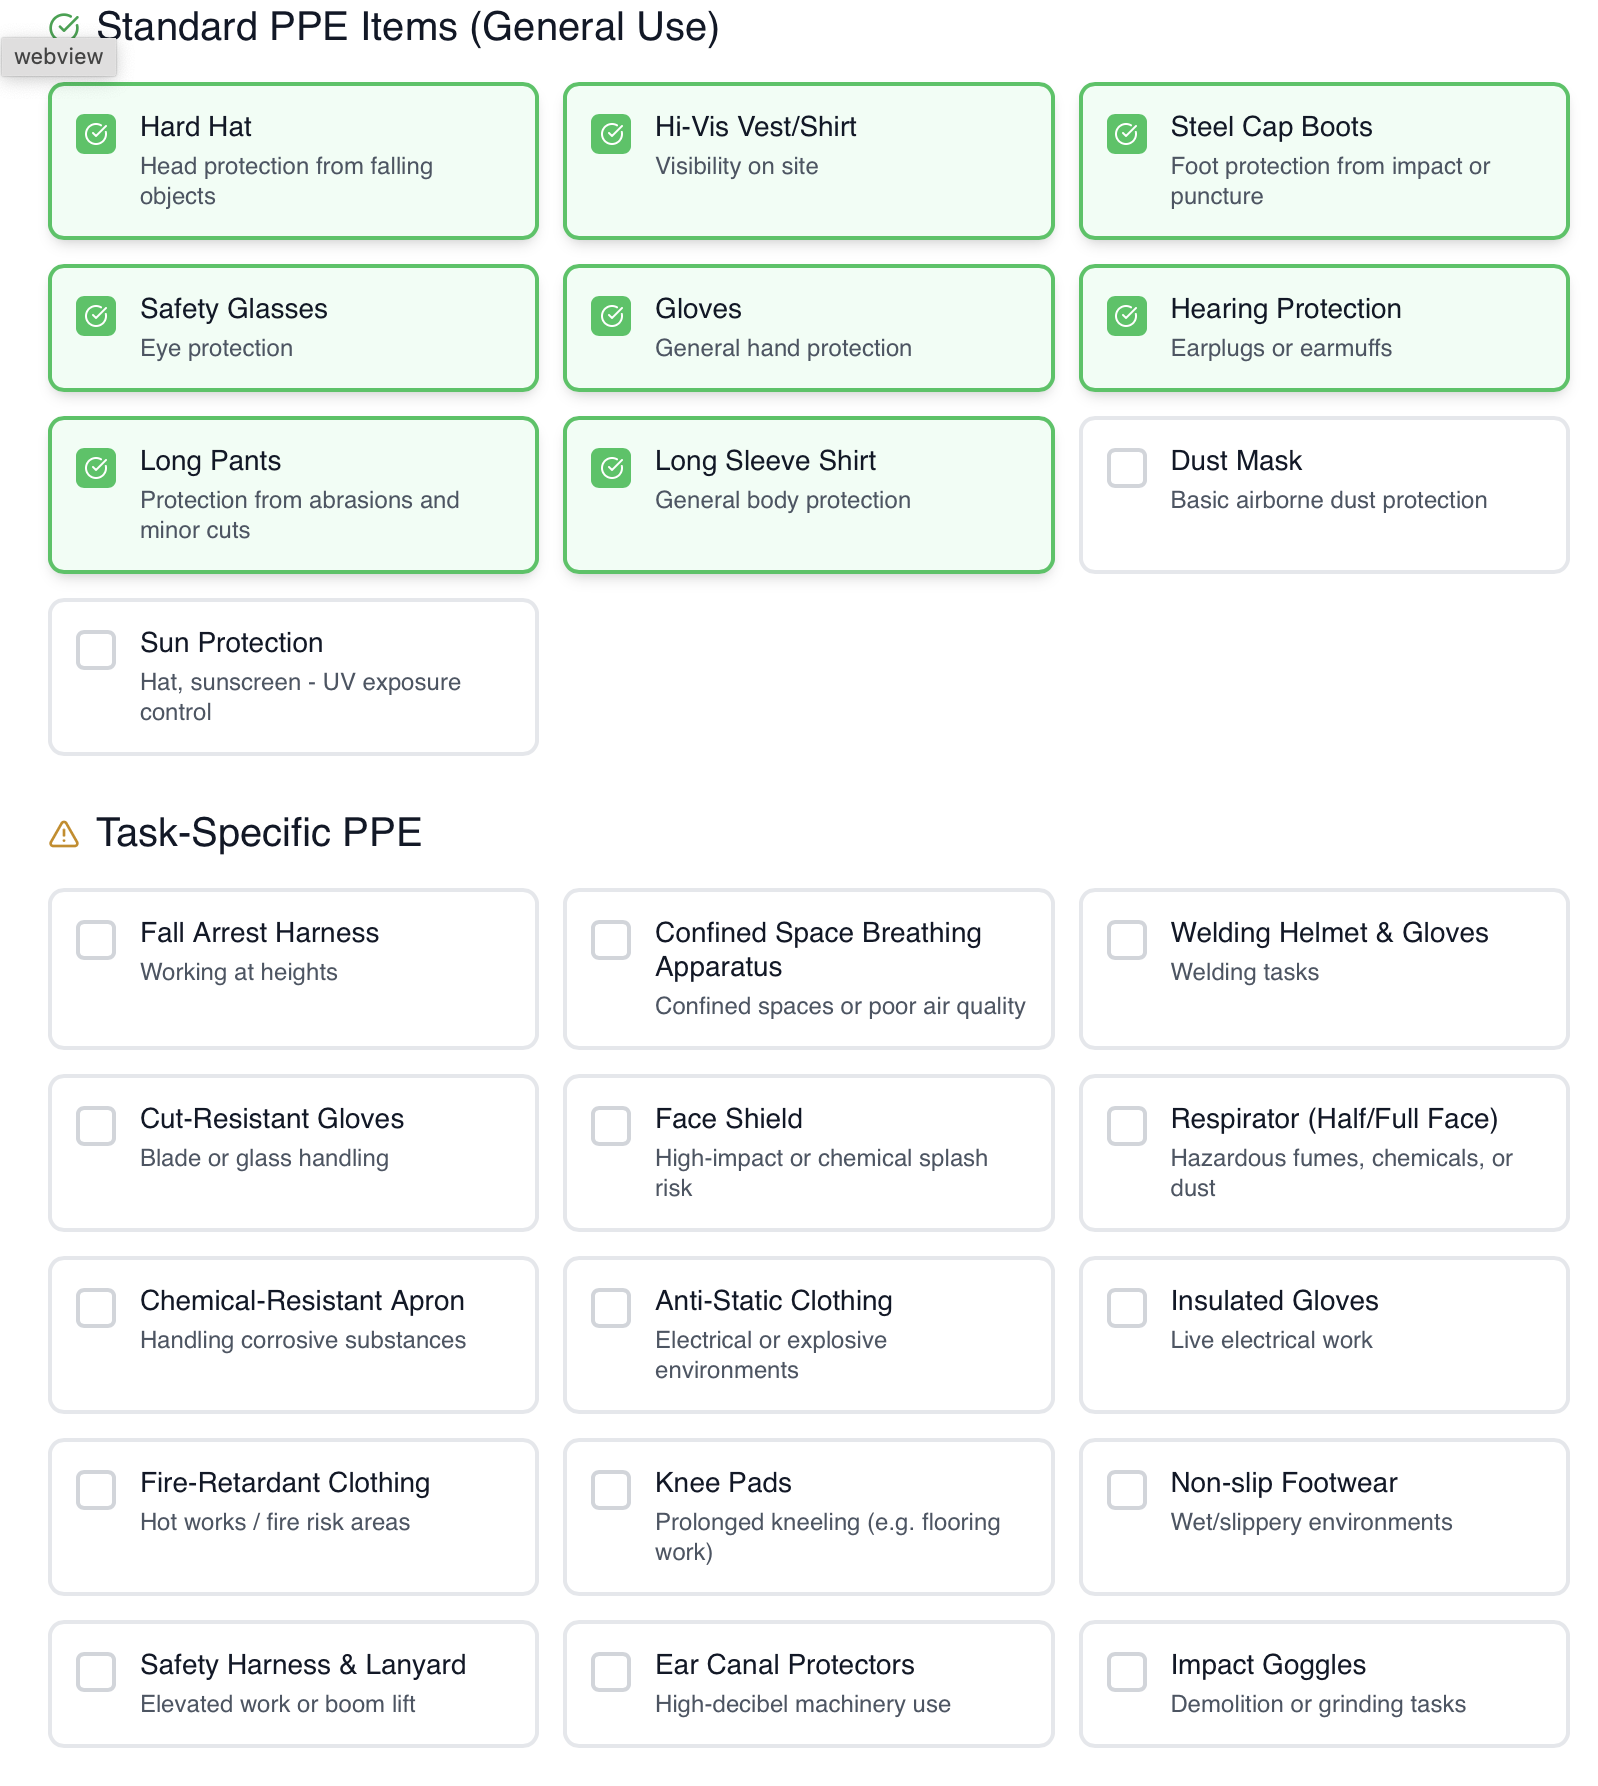 Standard PPE Items (General Use)
webview
Hard Hat
Head protection from falling
objects
Hi-Vis Vest/Shirt
Visibility on site
Steel Cap Boots
Foot protection from impact or
puncture
Safety Glasses
Eye protection
Gloves
General hand protection
Hearing Protection
Earplugs or earmuffs
Long Pants
Protection from abrasions and
minor cuts
Long Sleeve Shirt
General body protection
Dust Mask
Basic airborne dust protection
Sun Protection
Hat, sunscreen - UV exposure
control
Task-Specific PPE
Fall Arrest Harness
Working at heights
Confined Space Breathing
Apparatus
Confined spaces or poor air quality
Welding Helmet & Gloves
Welding tasks
Cut-Resistant Gloves
Blade or glass handling
Face Shield
High-impact or chemical splash
risk
Respirator (Half/Full Face)
Hazardous fumes, chemicals, or
dust
Chemical-Resistant Apron
Handling corrosive substances
Anti-Static Clothing
Electrical or explosive
environments
Insulated Gloves
Live electrical work
Fire-Retardant Clothing
Hot works / fire risk areas
Knee Pads
Prolonged kneeling (e.g. flooring
work)
Non-slip Footwear
Wet/slippery environments
Safety Harness & Lanyard
Elevated work or boom lift
Ear Canal Protectors
High-decibel machinery use
Impact Goggles
Demolition or grinding tasks